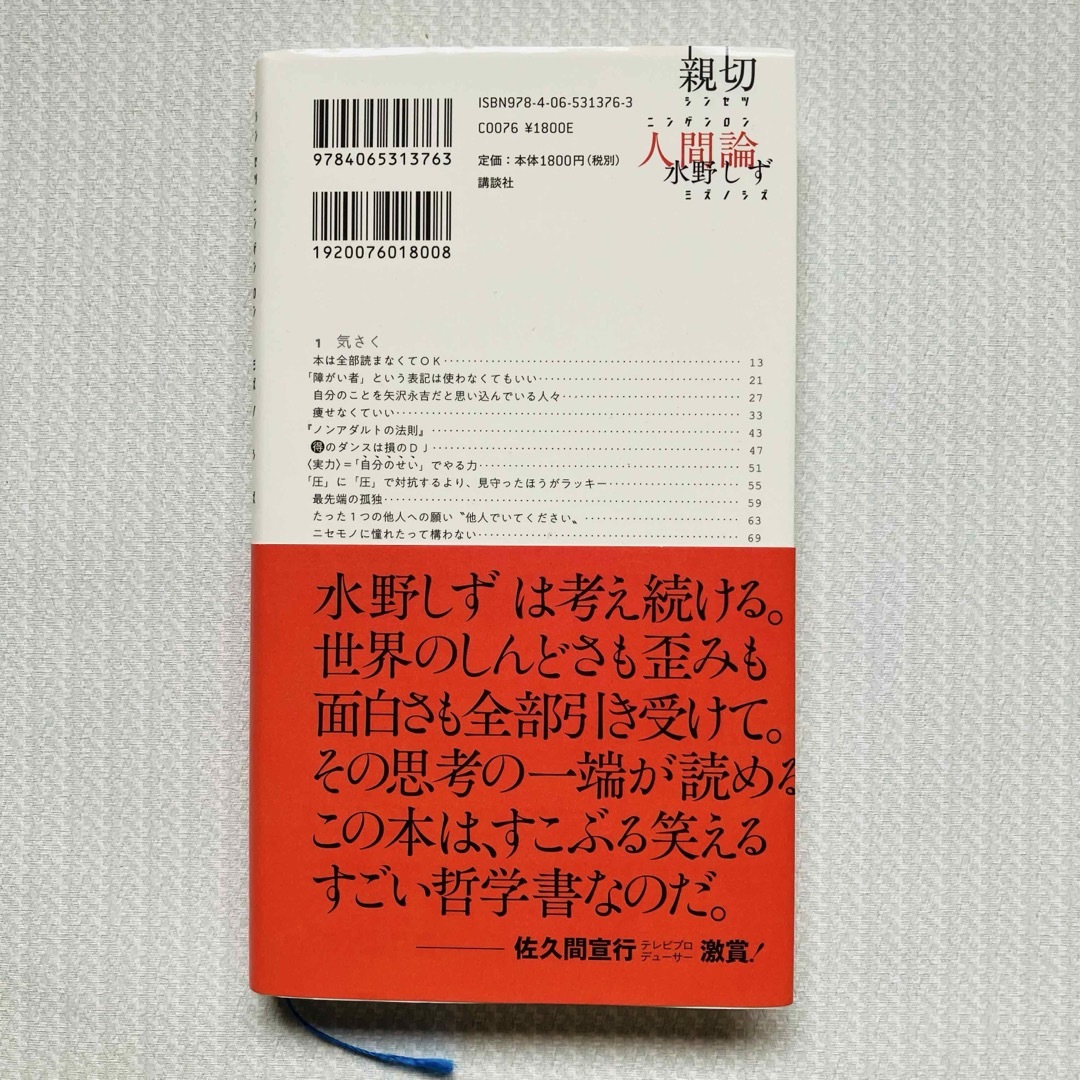 親切
シンセツ
ニンゲンロン
人間論
水野しず
ミズノシズ
ISBN978-4-06-531376-3
C0076 ¥1800E
定価：本体1800円（税別）
講談社
9784065313763
1920076018008
1 気さく
本は全部読まなくてOK 13
「障がい者」という表記は使わなくてもいい 21
自分のことを矢沢永吉だと思い込んでいる人々 27
痩せなくていい 33
『ノンアダルトの法則』 43
得のダンスは損のDJ 47
〈実力〉＝「自分のせい」でやる力 51
「圧」に「圧」で対抗するより、見守ったほうがラッキー 55
最先端の孤独 59
たった1つの他人への願い〝他人でいてください〟 63
ニセモノに憧れたって構わない 69
水野しずは考え続ける。
世界のしんどさも歪みも
面白さも全部引き受けて。
その思考の一端が読める
この本は、すこぶる笑える
すごい哲学書なのだ。
佐久間宣行 テレビプロデューサー 激賞！